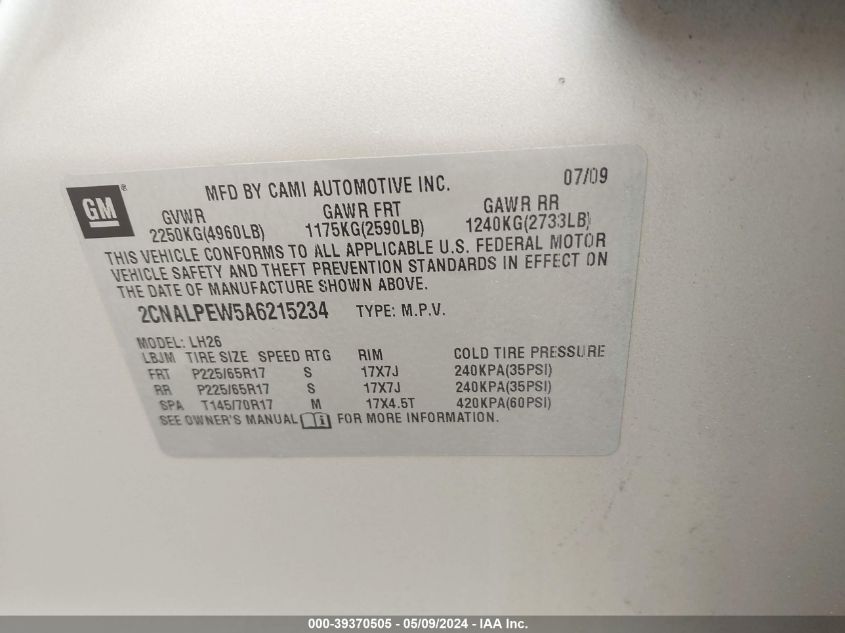 GM®
MFD BY CAMI AUTOMOTIVE INC. 07/09
GVWR GAWR FRT GAWR RR
2250KG(4960LB) 1175KG(2590LB) 1240KG(2733LB)
THIS VEHICLE CONFORMS TO ALL APPLICABLE U.S. FEDERAL MOTOR
VEHICLE SAFETY AND THEFT PREVENTION STANDARDS IN EFFECT ON
THE DATE OF MANUFACTURE SHOWN ABOVE.
2CNALPEW5A6215234 TYPE: M.P.V.
MODEL: LH26
LBJM TIRE SIZE SPEED RTG RIM COLD TIRE PRESSURE
FRT P225/65R17 S 17X7J 240KPA(35PSI)
RR P225/65R17 S 17X7J 240KPA(35PSI)
SPA T145/70R17 M 17X4.5T 420KPA(60PSI)
SEE OWNER'S MANUAL i FOR MORE INFORMATION.
000-39370505 - 05/09/2024 - IAA Inc.